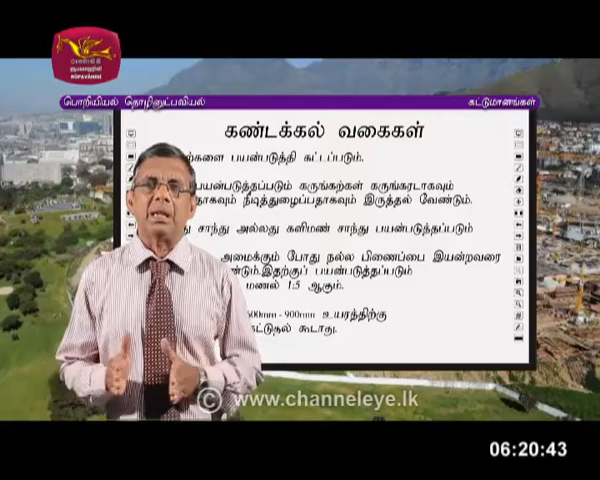 RUPAVAHINI
பொறியியல் தொழினுட்பவியல்
கட்டுமானங்கள்
கண்டக்கல் வகைகள்
களை பயன்படுத்தி கட்டப்படும்.
பயன்படுத்தப்படும் கருங்கற்கள் கருங்கரடாகவும்
தாகவும் நீடித்துழைப்பதாகவும் இருத்தல் வேண்டும்.
து சாந்து அல்லது களிமண் சாந்து பயன்படுத்தப்படும்
அமைக்கும் போது நல்ல பிணைப்பை இயன்றவரை
ண்டும்.இதற்குப் பயன்படுத்தப்படும்
மணல் 1:5 ஆகும்.
600mm - 900mm உயரத்திற்கு
கட்டுதல் கூடாது.
© www.channeleye.lk
06:20:43